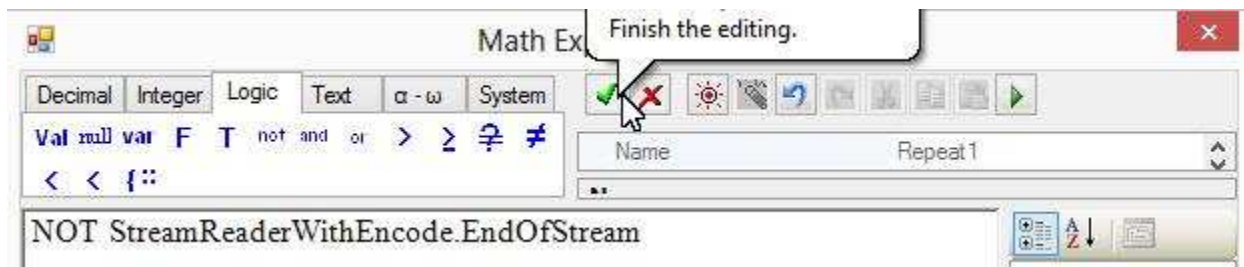 Finish the editing.
Math Ex
Decimal Integer Logic Text α - ω System
Val null var F T not and or > ≥ = ≠
< < {::
Name Repeat1
NOT StreamReaderWithEncode.EndOfStream